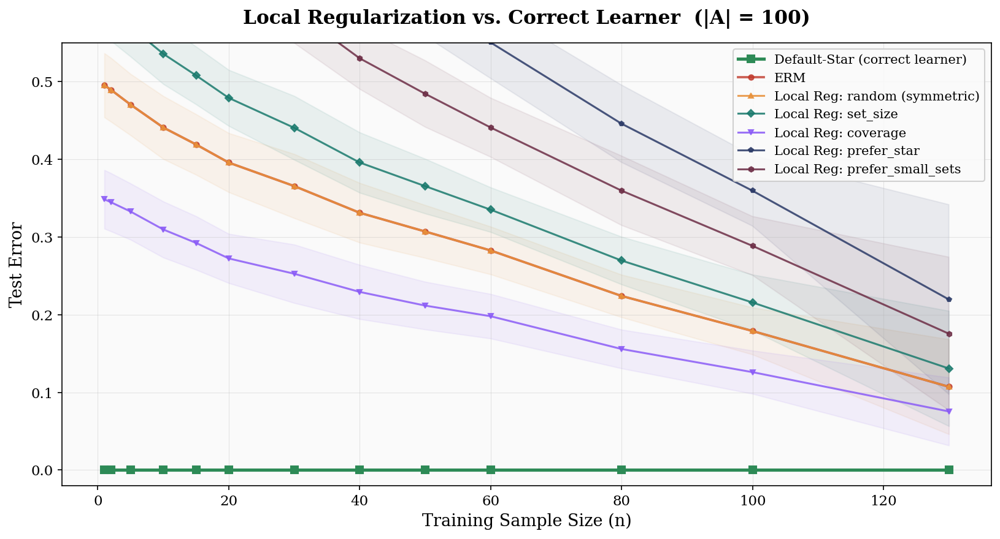 Local Regularization vs. Correct Learner (|A| = 100)
Default-Star (correct learner)
ERM
Local Reg: random (symmetric)
Local Reg: set_size
Local Reg: coverage
Local Reg: prefer_star
Local Reg: prefer_small_sets
Test Error
0.5
0.4
0.3
0.2
0.1
0.0
0 20 40 60 80 100 120
Training Sample Size (n)